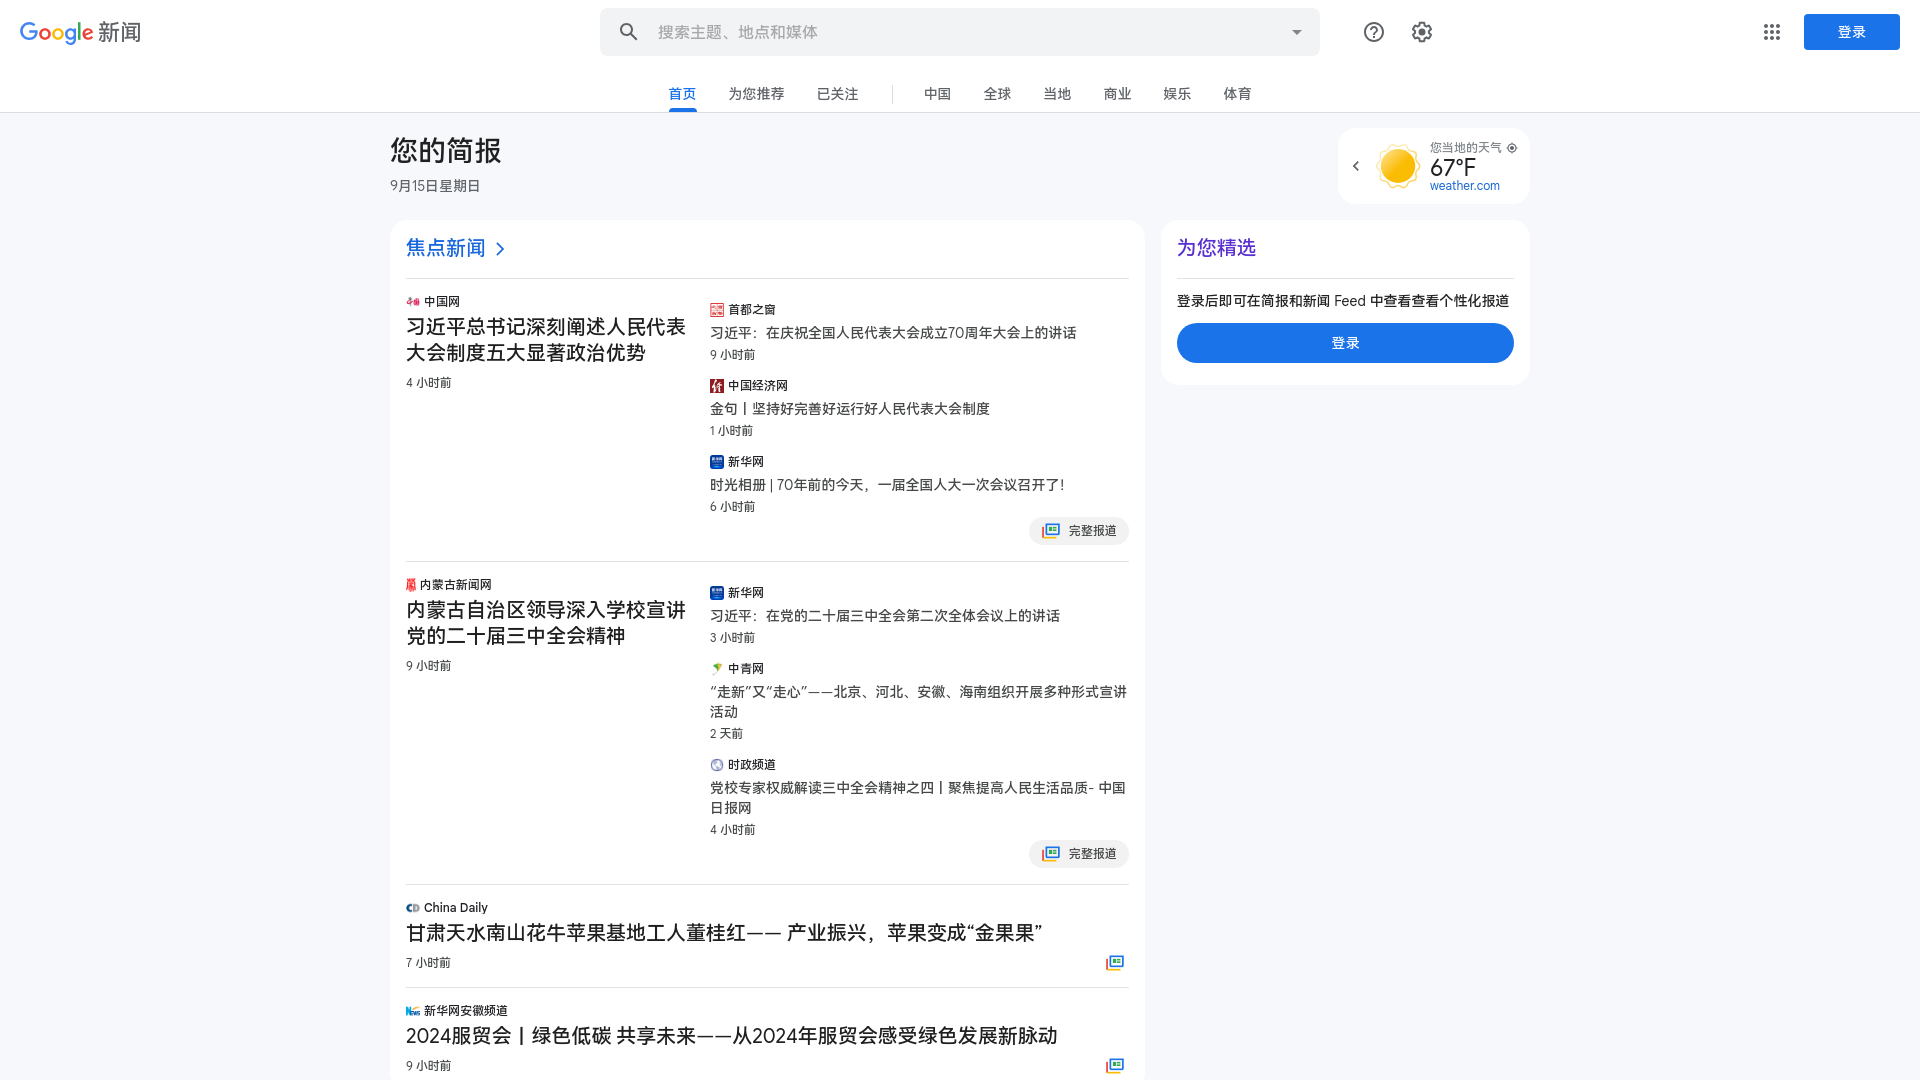 Google 新闻
搜索主题、地点和媒体
登录
首页
为您推荐
已关注
中国
全球
当地
商业
娱乐
体育
您的简报
9月15日星期日
您当地的天气
67°F
weather.com
焦点新闻
中国网
习近平总书记深刻阐述人民代表
大会制度五大显著政治优势
4 小时前
首都之窗
习近平：在庆祝全国人民代表大会成立70周年大会上的讲话
9 小时前
中国经济网
金句丨坚持好完善好运行好人民代表大会制度
1 小时前
新华网
时光相册 | 70年前的今天，一届全国人大一次会议召开了！
6 小时前
完整报道
内蒙古新闻网
内蒙古自治区领导深入学校宣讲
党的二十届三中全会精神
9 小时前
新华网
习近平：在党的二十届三中全会第二次全体会议上的讲话
3 小时前
中青网
“走新”又“走心”——北京、河北、安徽、海南组织开展多种形式宣讲
活动
2 天前
时政频道
党校专家权威解读三中全会精神之四丨聚焦提高人民生活品质- 中国
日报网
4 小时前
完整报道
China Daily
甘肃天水南山花牛苹果基地工人董桂红—— 产业振兴，苹果变成“金果果”
7 小时前
新华网安徽频道
2024服贸会丨绿色低碳 共享未来——从2024年服贸会感受绿色发展新脉动
9 小时前
为您精选
登录后即可在简报和新闻 Feed 中查看查看个性化报道
登录